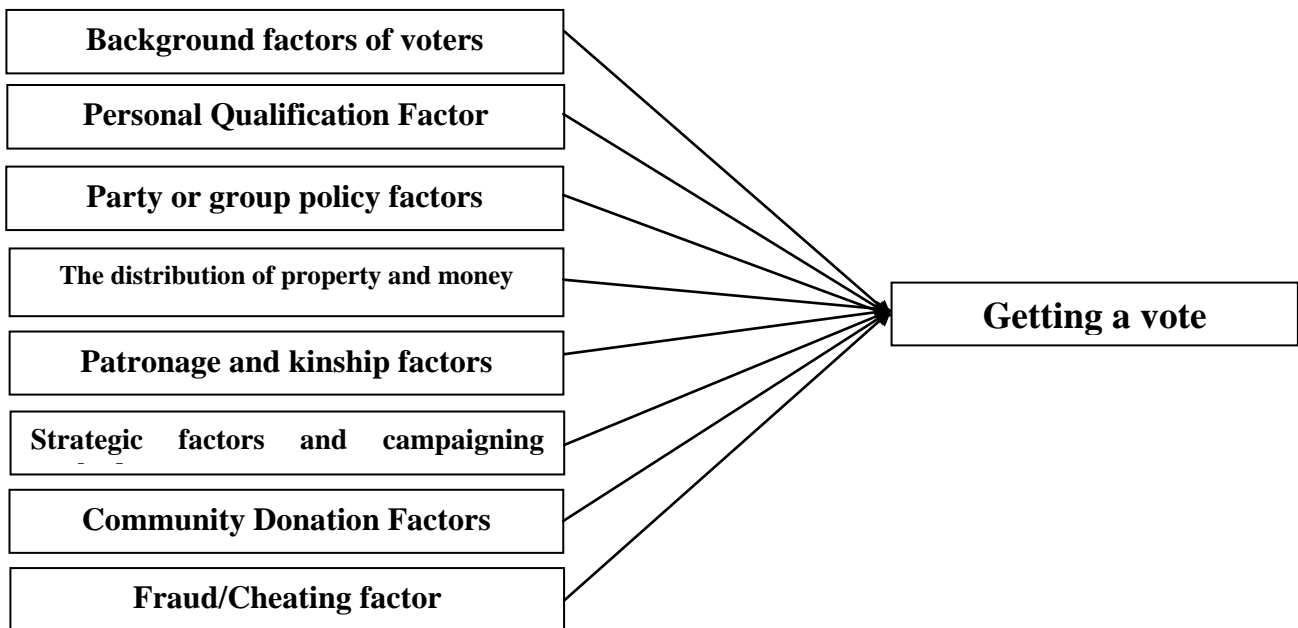 Background factors of voters
Personal Qualification Factor
Party or group policy factors
The distribution of property and money
Patronage and kinship factors
Strategic factors and campaigning
Community Donation Factors
Fraud/Cheating factor
Getting a vote